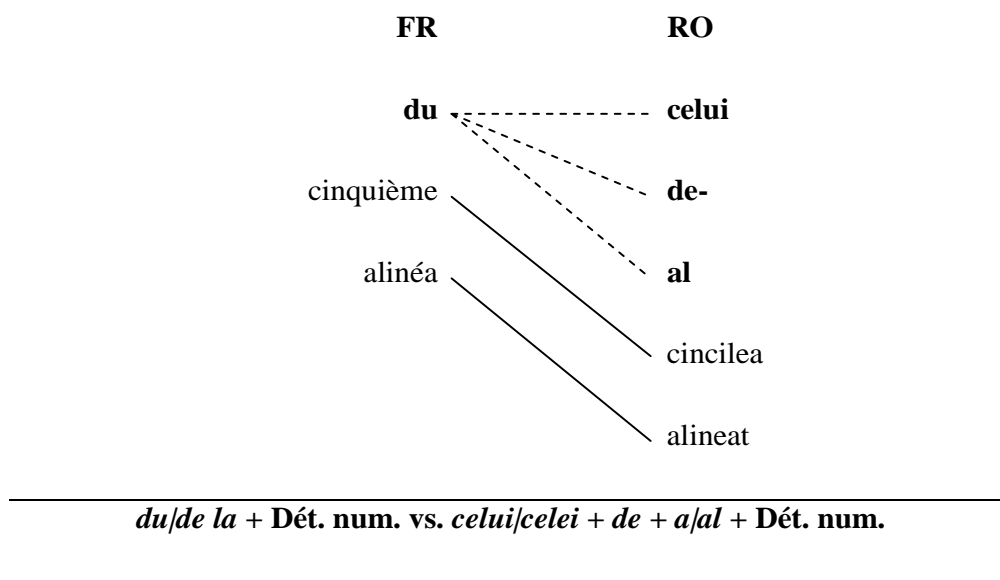 FR RO
du celui
cinquième de-
alinéa al
cincilea
alineat
du/de la + Dét. num. vs. celui/celei + de + a/al + Dét. num.